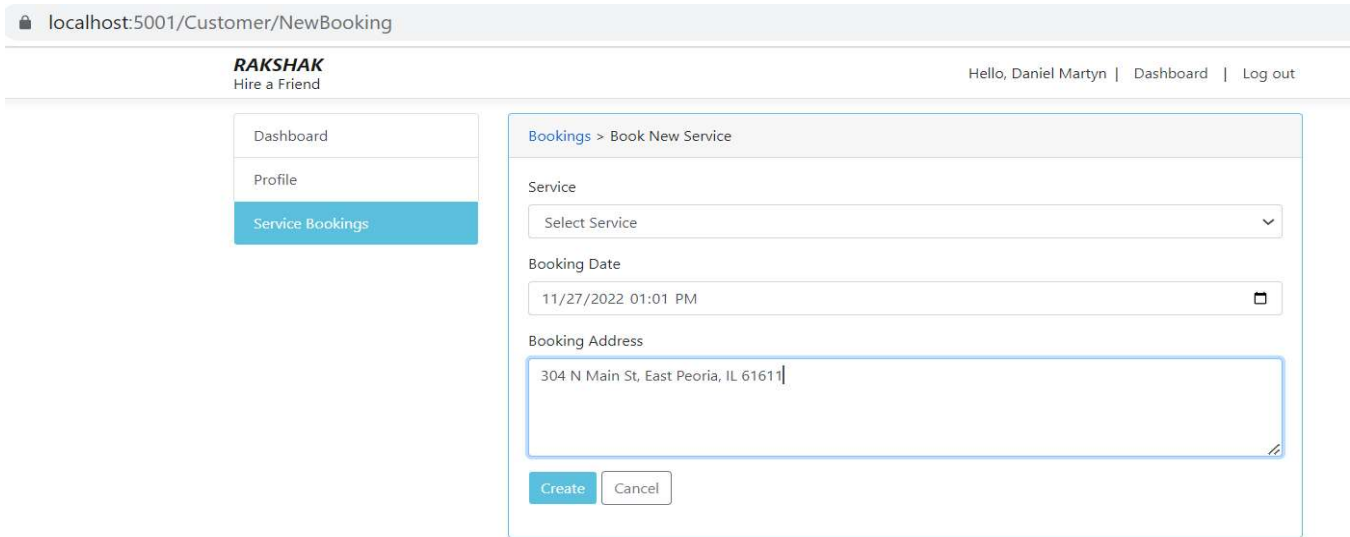 localhost:5001/Customer/NewBooking
RAKSHAK
Hire a Friend
Hello, Daniel Martyn | Dashboard | Log out
Dashboard
Profile
Service Bookings
Bookings > Book New Service
Service
Select Service
Booking Date
11/27/2022 01:01 PM
Booking Address
304 N Main St, East Peoria, IL 61611
Create Cancel